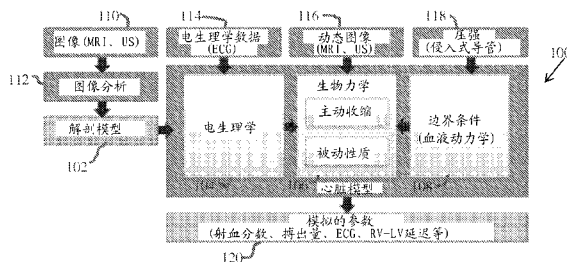 110
114
116
118
100
图像(MRI、US)
电生理学数据
(ECG)
动态图像
(MRI、US)
压强
(侵入式导管)
112
图像分析
解剖模型
102
电生理学
104
生物力学
主动收缩
被动性质
106
边界条件
(血液动力学)
108
心脏模型
模拟的参数
(射血分数、搏出量、ECG、RV-LV延迟等)
120